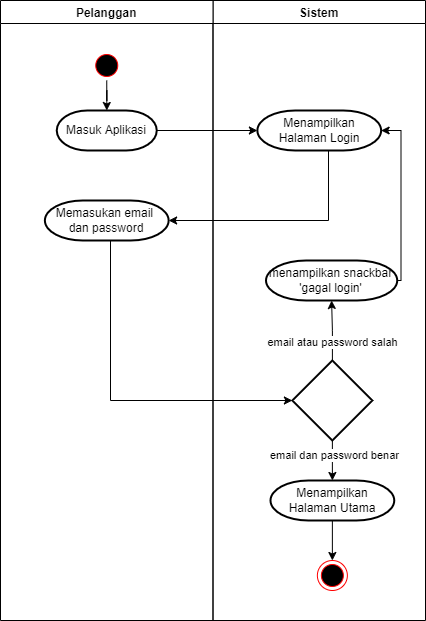 Pelanggan
Sistem
Masuk Aplikasi
Menampilkan
Halaman Login
Memasukan email
dan password
menampilkan snackbar
'gagal login'
email atau password salah
email dan password benar
Menampilkan
Halaman Utama